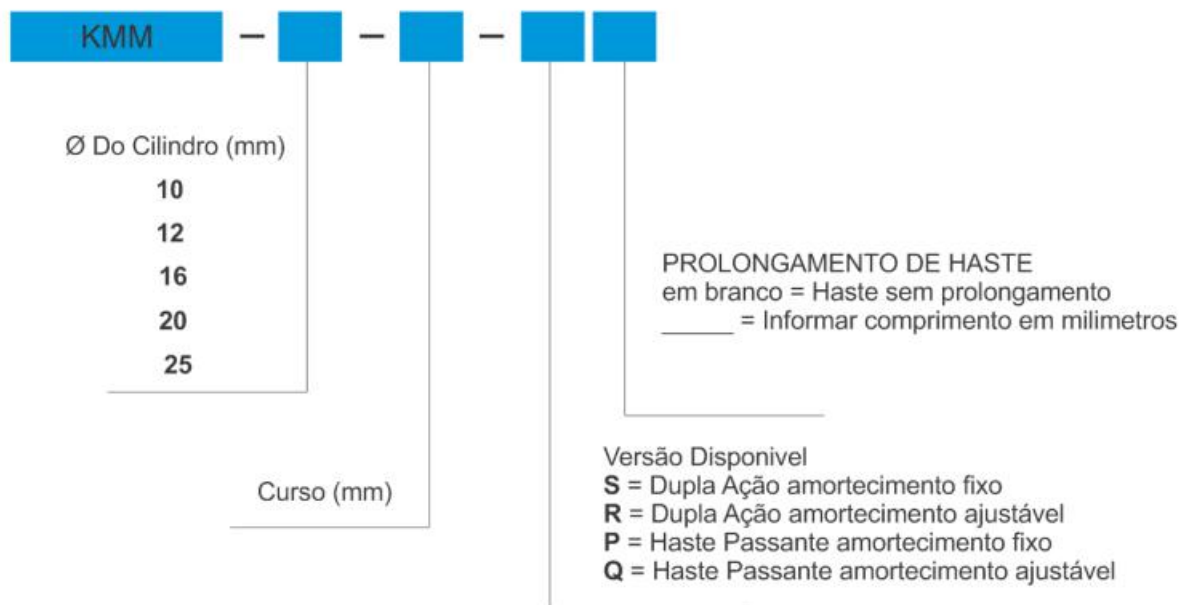 KMM – – –
Ø Do Cilindro (mm)
10
12
16
20
25
PROLONGAMENTO DE HASTE
em branco = Haste sem prolongamento
_____ = Informar comprimento em milimetros
Curso (mm)
Versão Disponivel
S = Dupla Ação amortecimento fixo
R = Dupla Ação amortecimento ajustável
P = Haste Passante amortecimento fixo
Q = Haste Passante amortecimento ajustável